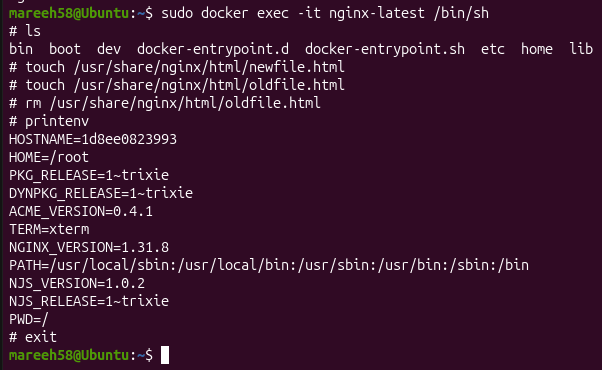 mareeh58@Ubuntu:~$ sudo docker exec -it nginx-latest /bin/sh
# ls
bin  boot  dev  docker-entrypoint.d  docker-entrypoint.sh  etc  home  lib
# touch /usr/share/nginx/html/newfile.html
# touch /usr/share/nginx/html/oldfile.html
# rm /usr/share/nginx/html/oldfile.html
# printenv
HOSTNAME=1d8ee0823993
HOME=/root
PKG_RELEASE=1~trixie
DYNPKG_RELEASE=1~trixie
ACME_VERSION=0.4.1
TERM=xterm
NGINX_VERSION=1.31.8
PATH=/usr/local/sbin:/usr/local/bin:/usr/sbin:/usr/bin:/sbin:/bin
NJS_VERSION=1.0.2
NJS_RELEASE=1~trixie
PWD=/
# exit
mareeh58@Ubuntu:~$